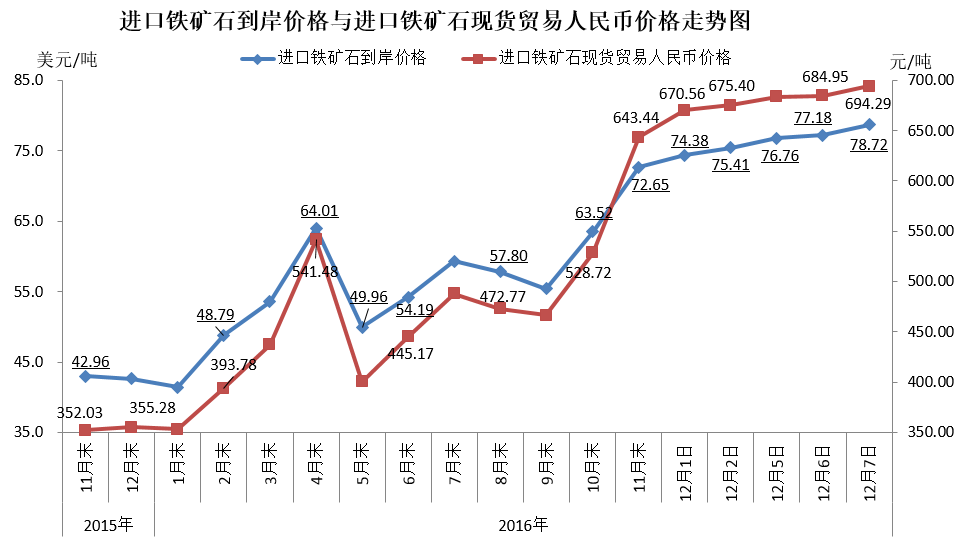 进口铁矿石到岸价格与进口铁矿石现货贸易人民币价格走势图
美元/吨
进口铁矿石到岸价格
进口铁矿石现货贸易人民币价格
元/吨
85.0
75.0
65.0
55.0
45.0
35.0
700.00
650.00
600.00
550.00
500.00
450.00
400.00
350.00
42.96
48.79
64.01
49.96
54.19
57.80
63.52
72.65
74.38
75.41
76.76
77.18
78.72
352.03
355.28
393.78
541.48
445.17
472.77
528.72
643.44
670.56
675.40
684.95
694.29
11月末
12月末
1月末
2月末
3月末
4月末
5月末
6月末
7月末
8月末
9月末
10月末
11月末
12月1日
12月2日
12月5日
12月6日
12月7日
2015年
2016年